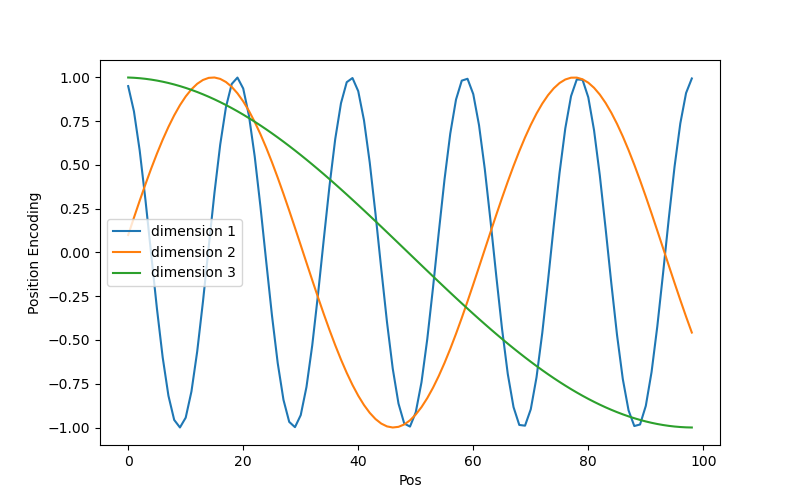 1.00
0.75
0.50
0.25
0.00
−0.25
−0.50
−0.75
−1.00
Position Encoding
dimension 1
dimension 2
dimension 3
0 20 40 60 80 100
Pos